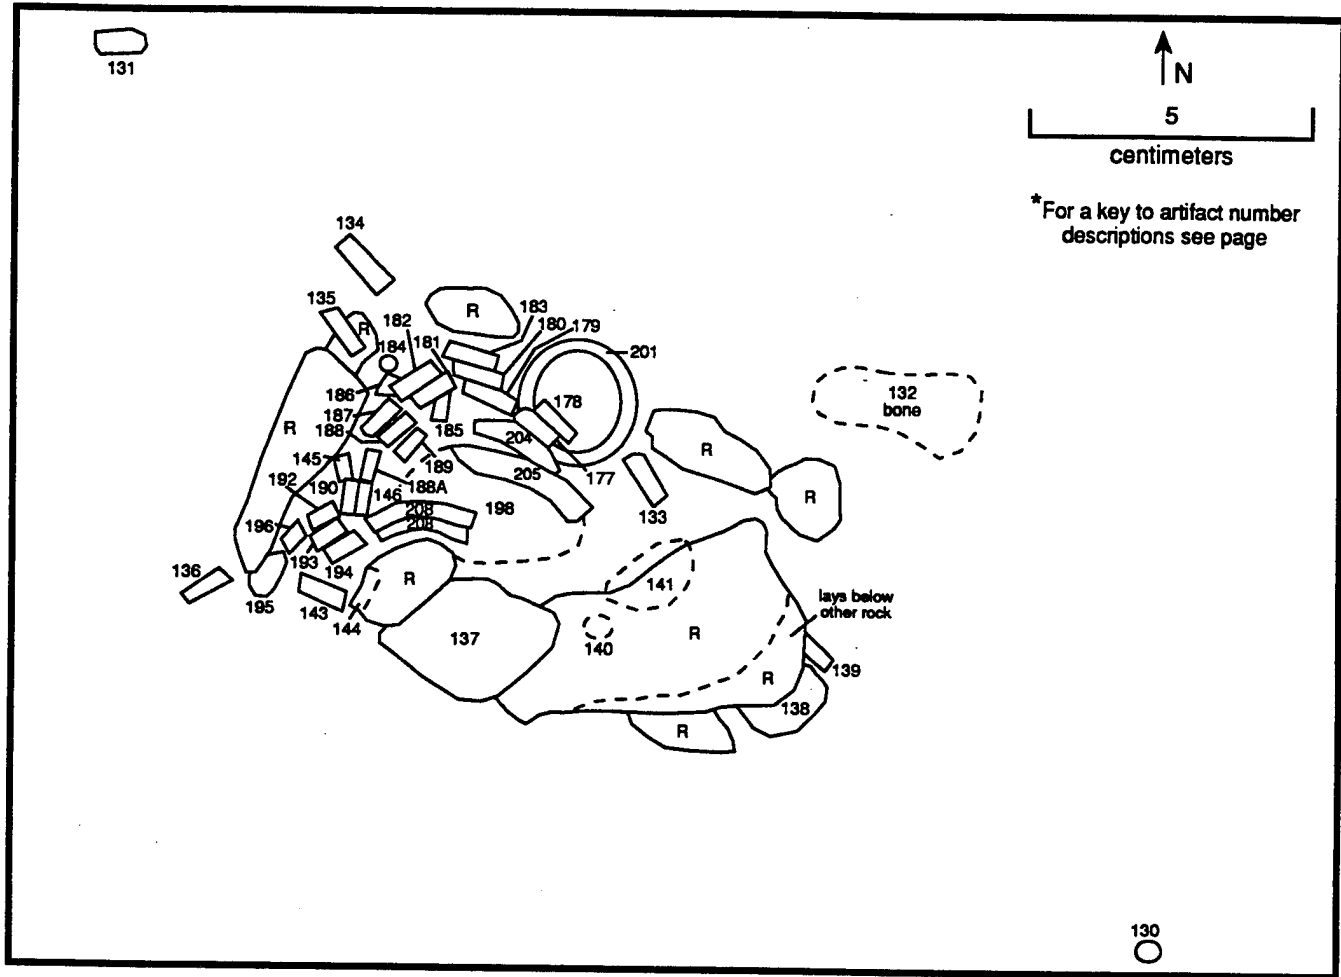 131
N
5
centimeters
*For a key to artifact number
descriptions see page
134
135
R
R
183
182
180
179
181
184
201
186
132
bone
178
187
R
188
185
204
R
189
177
145
205
192
188A
R
190
146
198
133
208
196
208
193
194
136
R
141
lays below
other rock
195
143
144
137
140
R
139
R
138
R
130